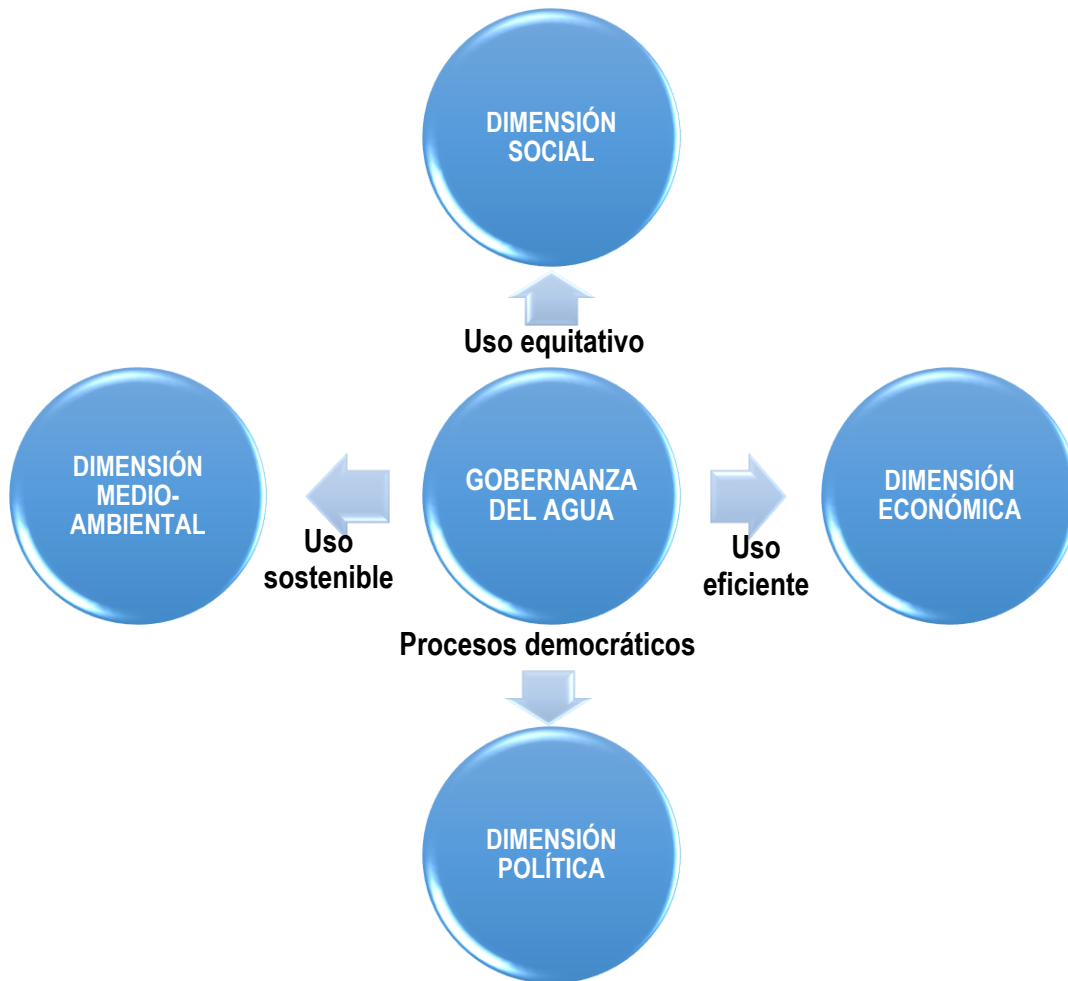 DIMENSIÓN
SOCIAL
Uso equitativo
DIMENSIÓN
MEDIO-
AMBIENTAL
Uso
sostenible
GOBERNANZA
DEL AGUA
Uso
eficiente
DIMENSIÓN
ECONÓMICA
Procesos democráticos
DIMENSIÓN
POLÍTICA